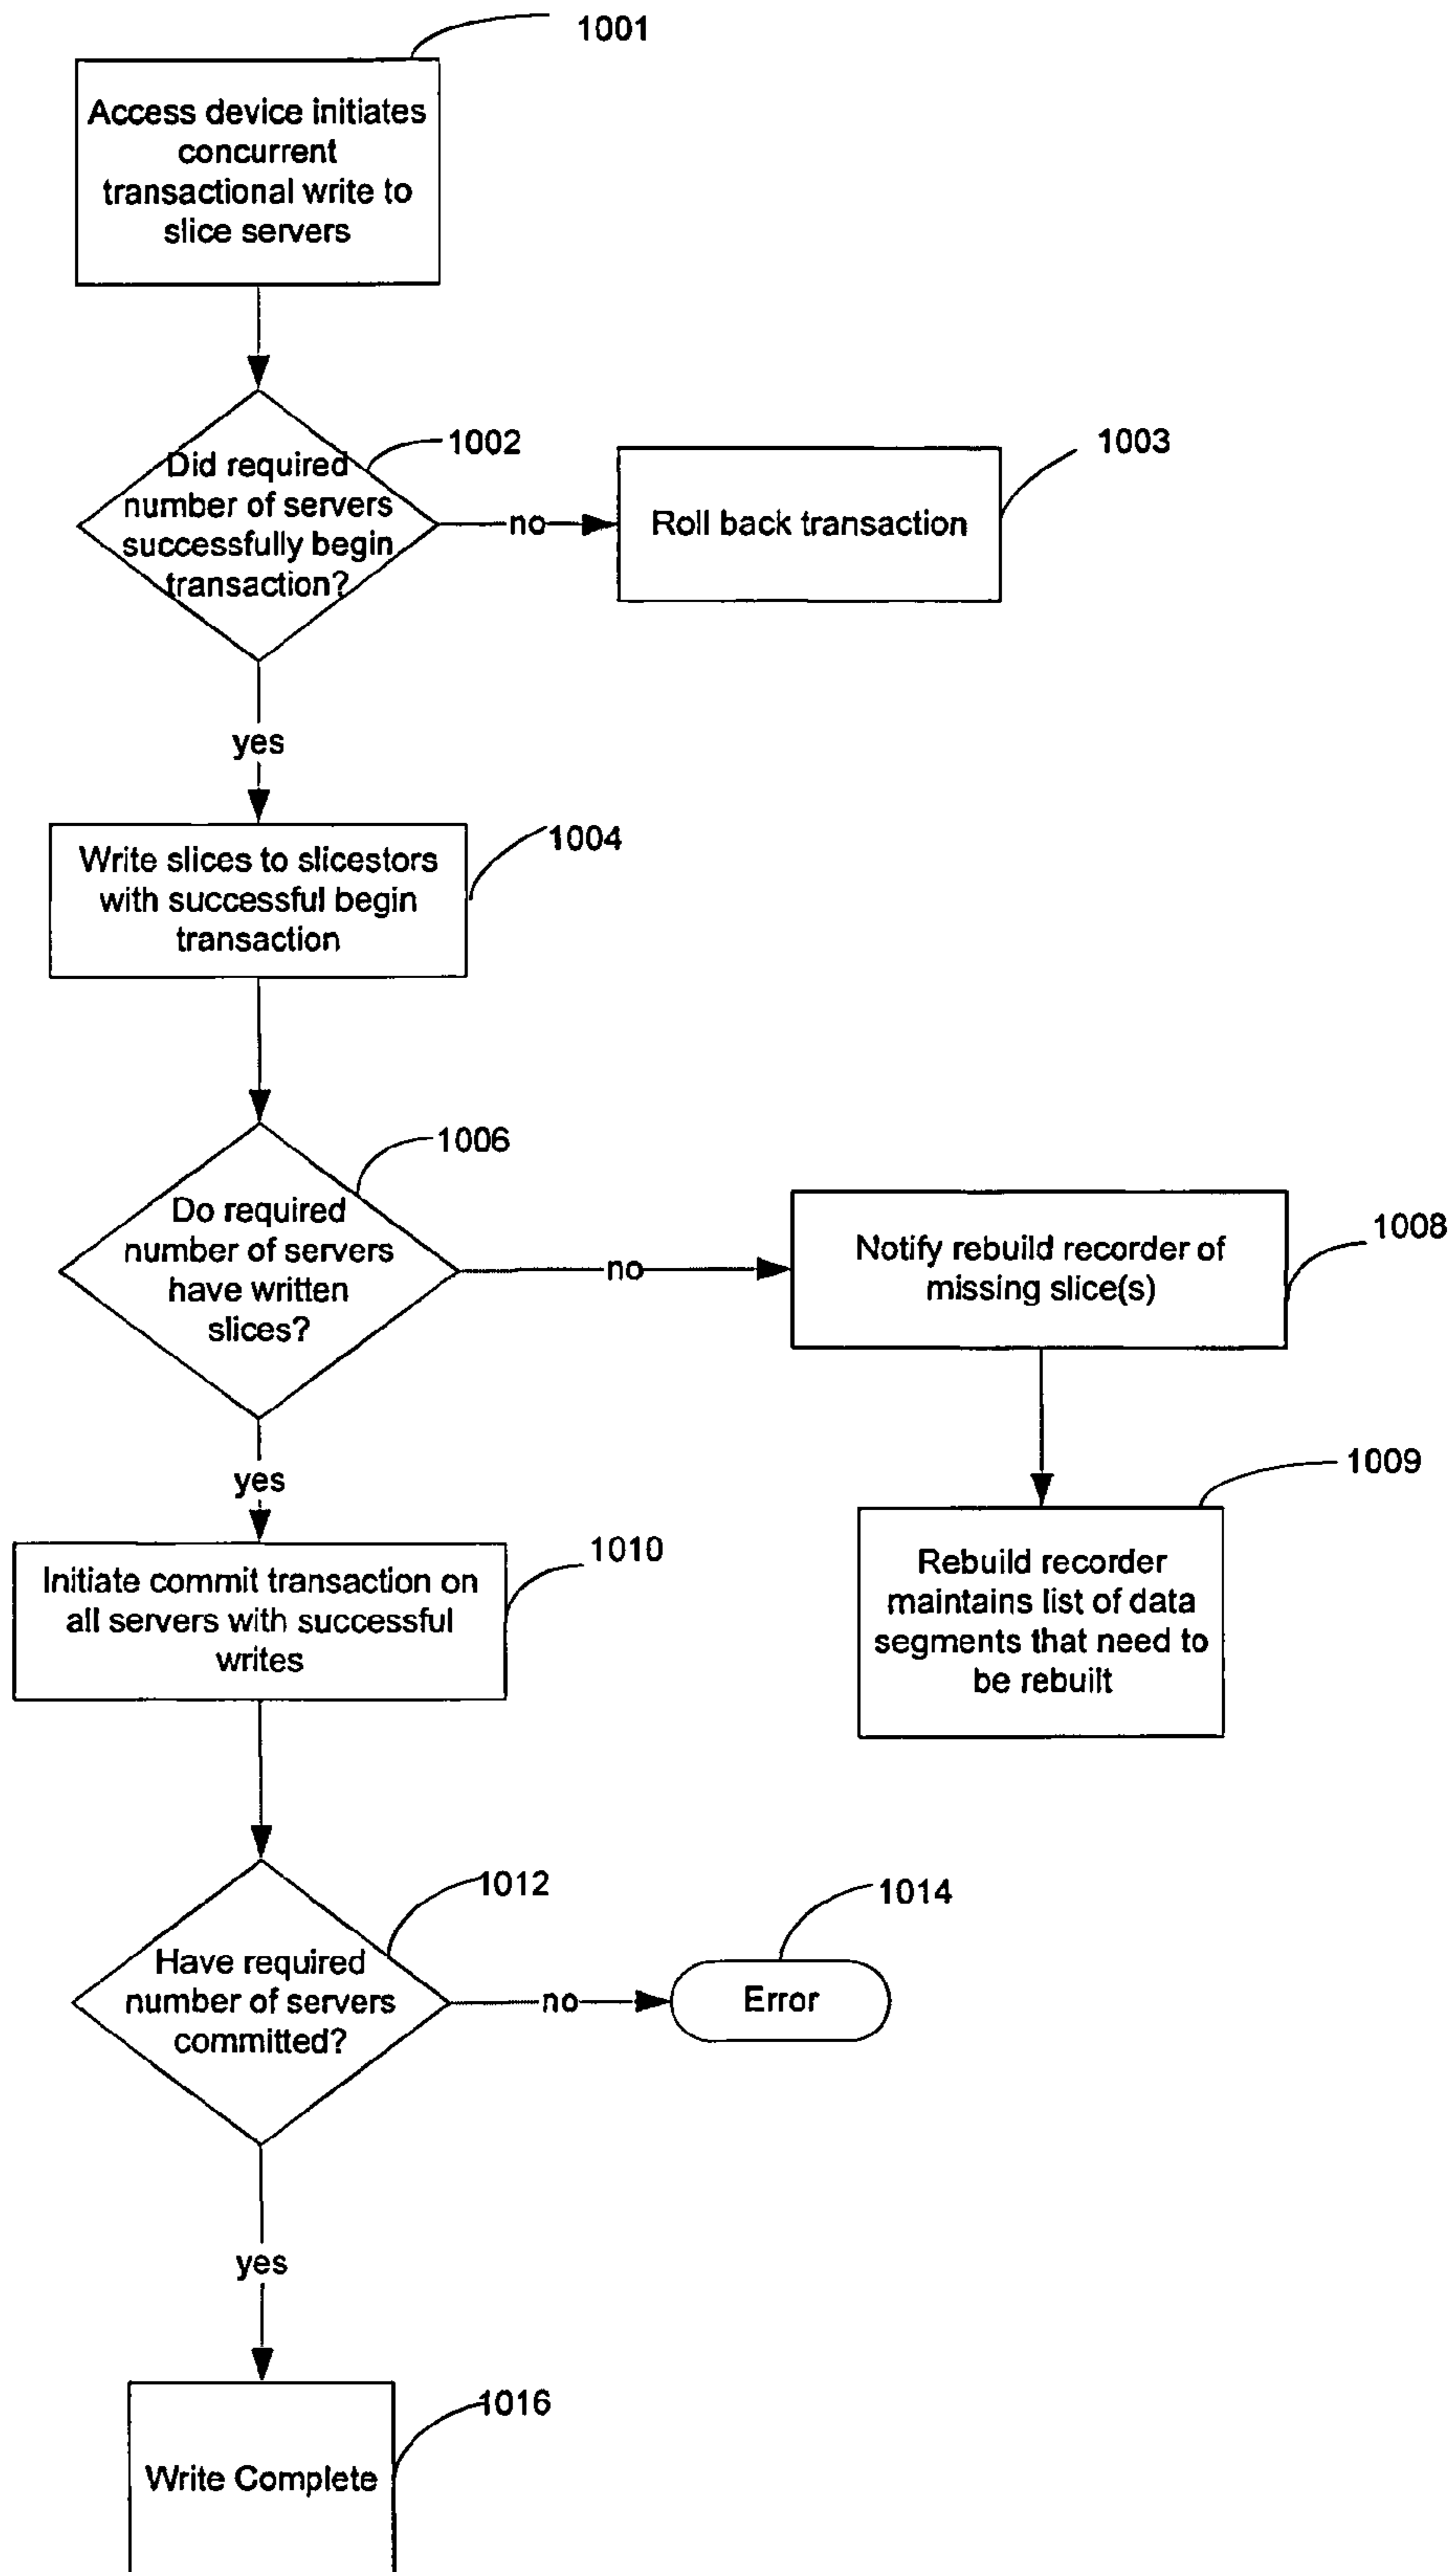 1001
Access device initiates
concurrent
transactional write to
slice servers
1002
Did required
number of servers
successfully begin
transaction?
no
1003
Roll back transaction
yes
1004
Write slices to slicestors
with successful begin
transaction
1006
Do required
number of servers
have written
slices?
no
1008
Notify rebuild recorder of
missing slice(s)
1009
Rebuild recorder
maintains list of data
segments that need to
be rebuilt
yes
1010
Initiate commit transaction on
all servers with successful
writes
1012
Have required
number of servers
committed?
no
1014
Error
yes
1016
Write Complete